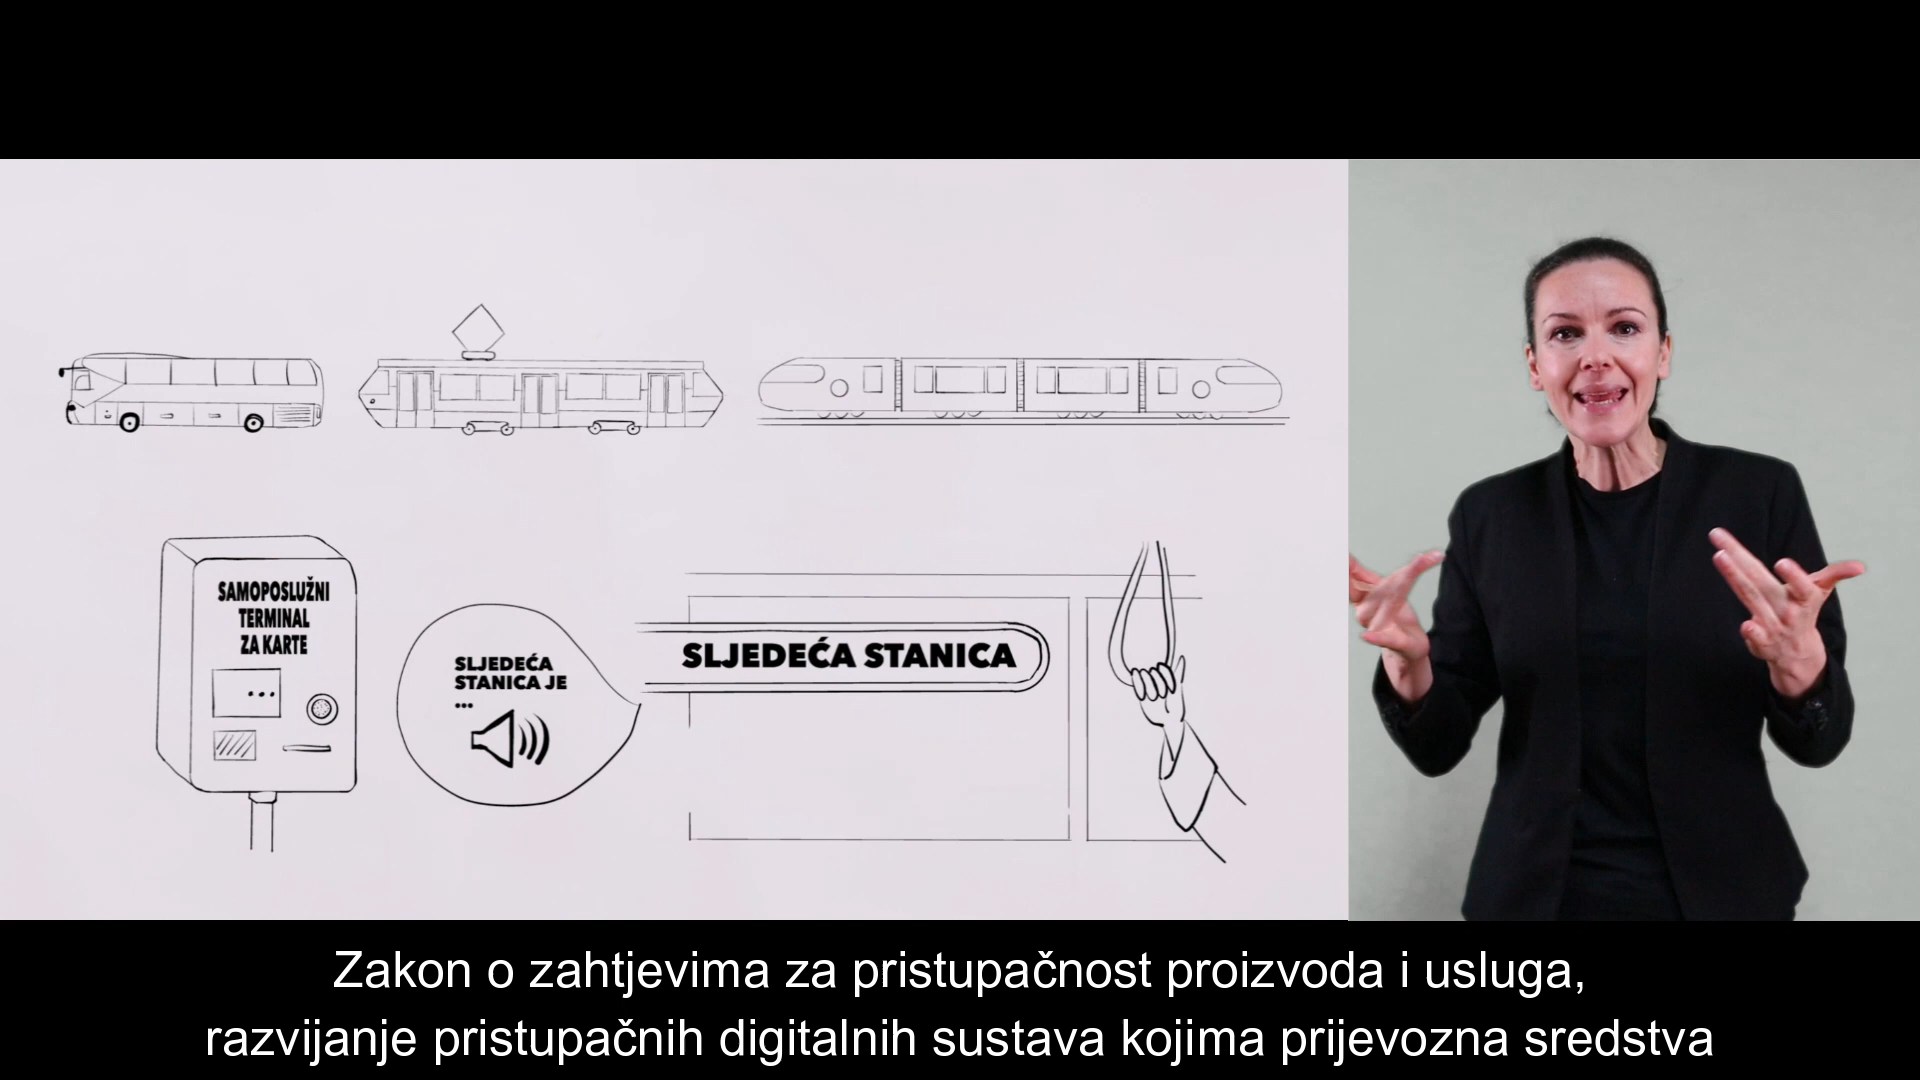 SAMOPOSLUŽNI
TERMINAL
ZA KARTE
SLJEDEĆA
STANICA JE
...
SLJEDEĆA STANICA
Zakon o zahtjevima za pristupačnost proizvoda i usluga,
razvijanje pristupačnih digitalnih sustava kojima prijevozna sredstva